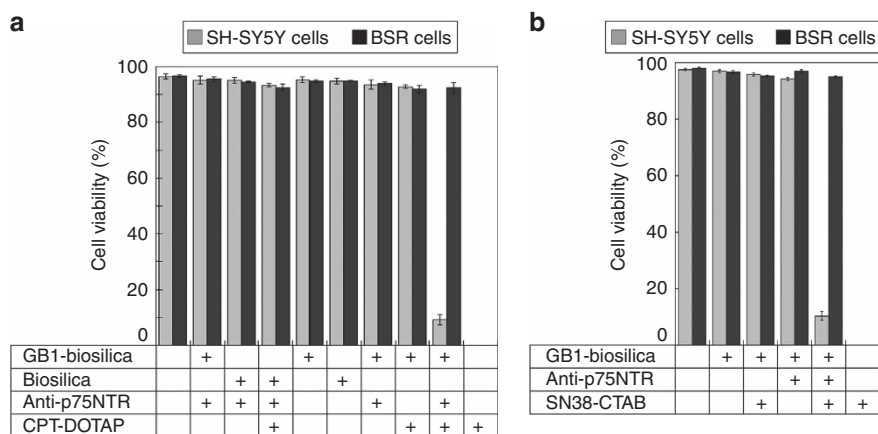 a
SH-SY5Y cells BSR cells
100
80
60
40
20
0
Cell viability (%)
GB1-biosilica + + + + +
Biosilica + + +
Anti-p75NTR + + + + +
CPT-DOTAP + + + +
b
SH-SY5Y cells BSR cells
100
80
60
40
20
0
Cell viability (%)
GB1-biosilica + + + +
Anti-p75NTR + +
SN38-CTAB + + +